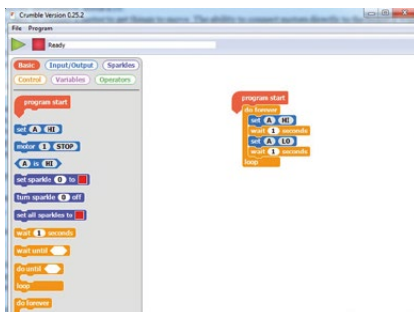 Crumble Version 0.25.2
File Program
Ready
Basic Input/Output Sparkles
Control Variables Operators
program start
set A HI
motor 1 STOP
A is HI
set sparkle 0 to
turn sparkle 0 off
set all sparkles to
wait 1 seconds
wait until
do until
loop
do forever
program start
do forever
set A HI
wait 1 seconds
set A LO
wait 1 seconds
loop